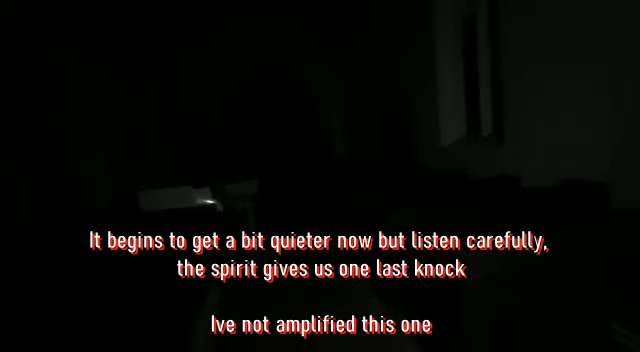 It begins to get a bit quieter now but listen carefully,
the spirit gives us one last knock
Ive not amplified this one